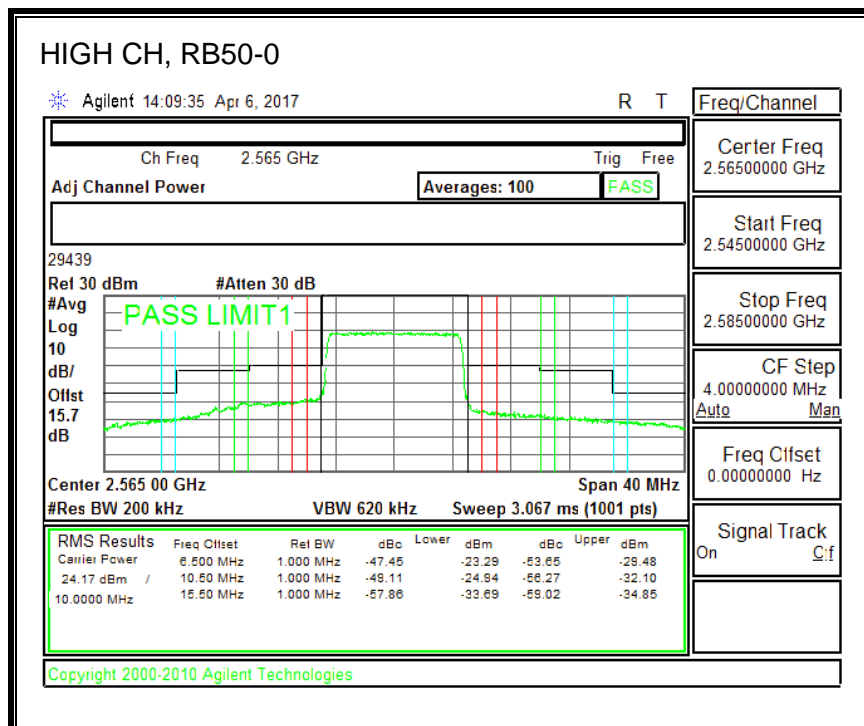 HIGH CH, RB50-0
Agilent 14:09:35 Apr 6, 2017 R T
Freq/Channel
Ch Freq 2.565 GHz Trig Free
Adj Channel Power Averages: 100 PASS
Center Freq
2.56500000 GHz
Start Freq
2.54500000 GHz
Stop Freq
2.58500000 GHz
CF Step
4.00000000 MHz
Auto Man
Freq Offset
0.00000000 Hz
Signal Track
On Off
29439
Ref 30 dBm #Atten 30 dB
#Avg
Log
10
dB/
Offst
15.7
dB
PASS LIMIT1
Center 2.565 00 GHz Span 40 MHz
#Res BW 200 kHz VBW 620 kHz Sweep 3.067 ms (1001 pts)
RMS Results Freq Offset Ref BW dBc Lower dBm dBc Upper dBm
Carrier Power 6.500 MHz 1.000 MHz -47.45 -23.29 -53.65 -29.48
24.17 dBm / 10.50 MHz 1.000 MHz -49.11 -24.94 -56.27 -32.10
10.0000 MHz 15.50 MHz 1.000 MHz -57.86 -33.69 -59.02 -34.85
Copyright 2000-2010 Agilent Technologies